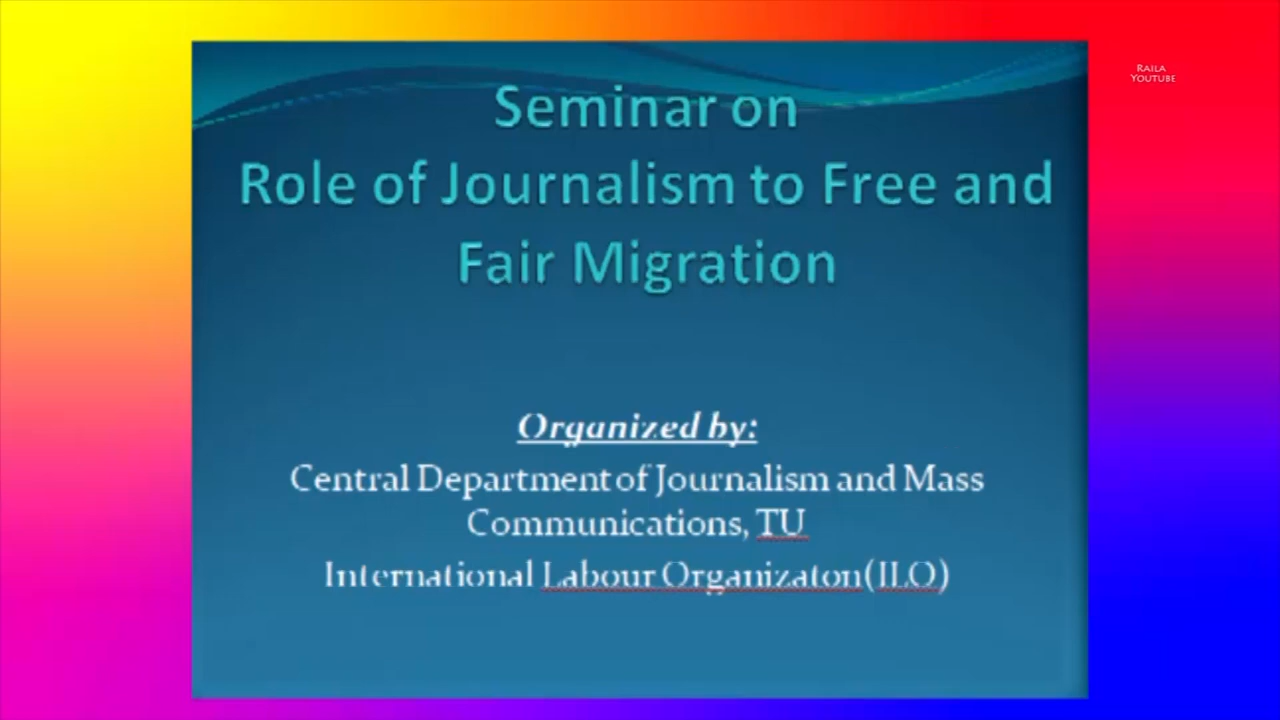 Seminar on
Role of Journalism to Free and
Fair Migration
Organized by:
Central Department of Journalism and Mass
Communications, TU
International Labour Organizaton(ILO)
RAILA
YOUTUBE